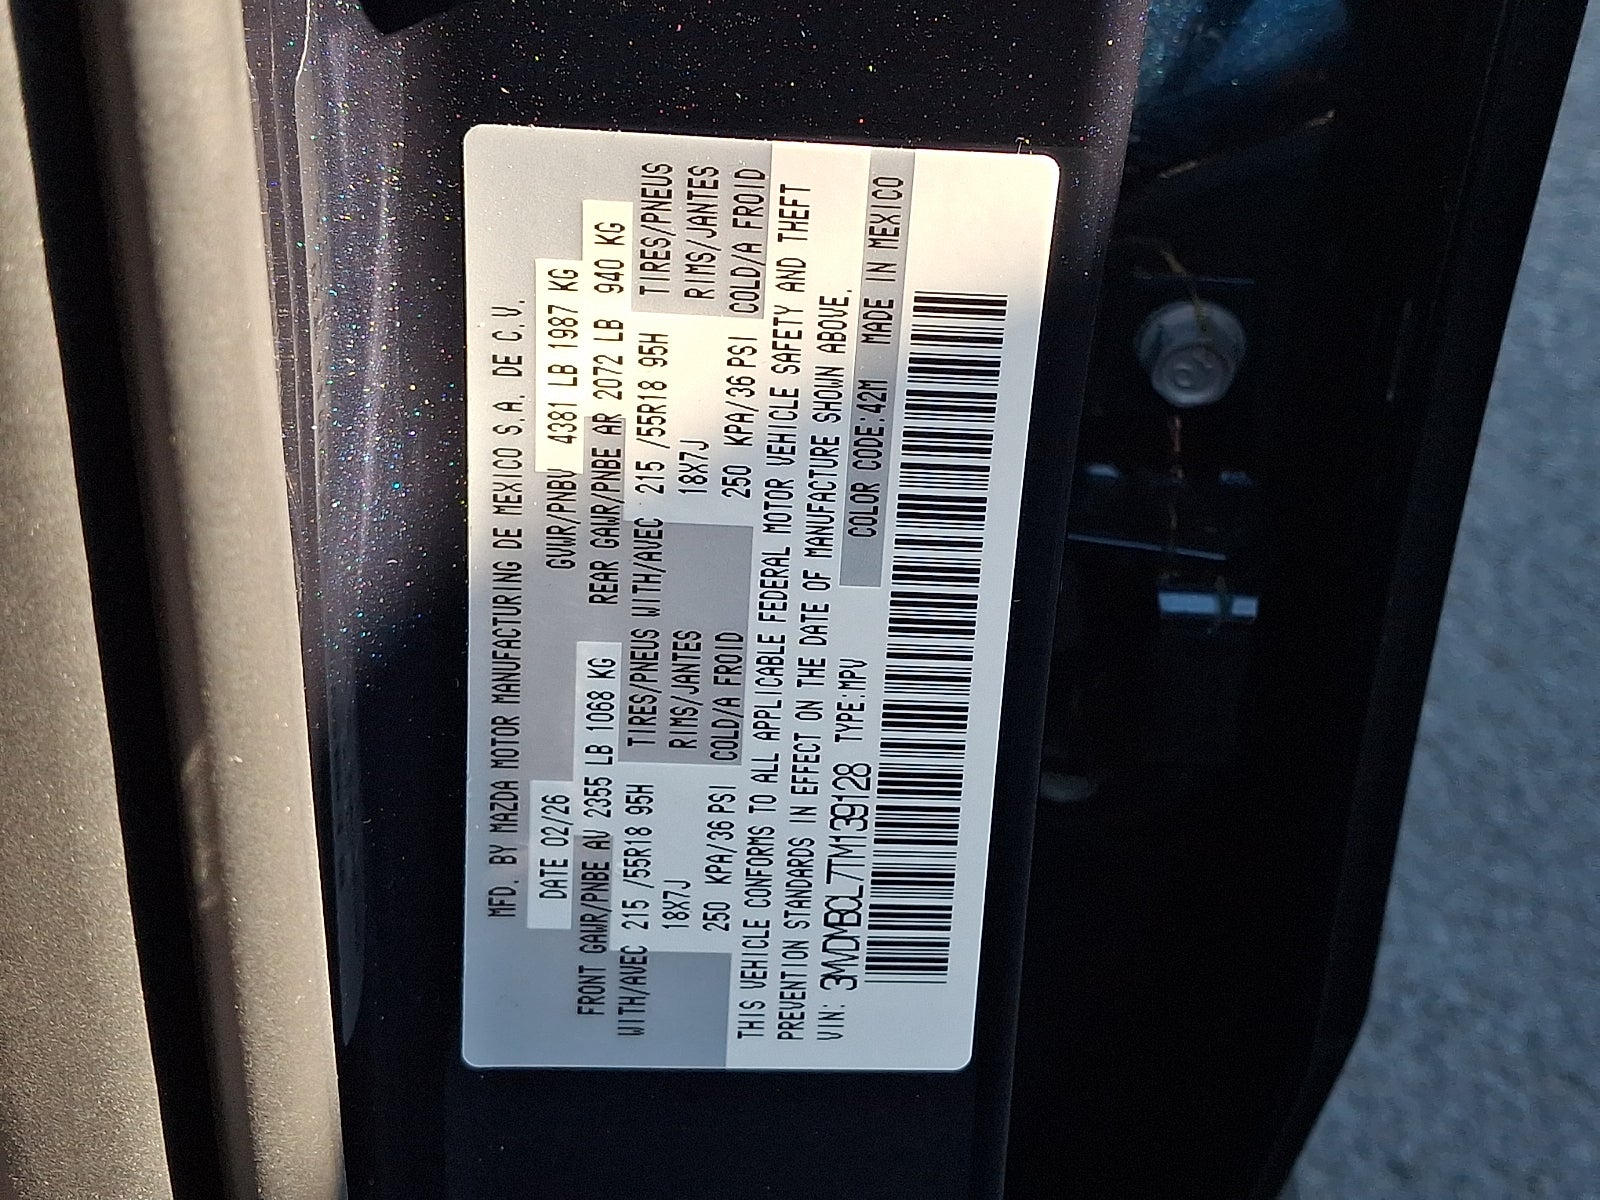 MFD. BY MAZDA MOTOR MANUFACTURING DE MEXICO S.A. DE C.V.
DATE 02/26 GVWR/PNBV 4381 LB 1987 KG
FRONT GAWR/PNBE AV 2355 LB 1068 KG REAR GAWR/PNBE AR 2072 LB 940 KG
WITH/AVEC 215 /55R18 95H TIRES/PNEUS WITH/AVEC 215 /55R18 95H TIRES/PNEUS
18X7J RIMS/JANTES 18X7J RIMS/JANTES
250 KPA/36 PSI COLD/A FROID 250 KPA/36 PSI COLD/A FROID
THIS VEHICLE CONFORMS TO ALL APPLICABLE FEDERAL MOTOR VEHICLE SAFETY AND THEFT
PREVENTION STANDARDS IN EFFECT ON THE DATE OF MANUFACTURE SHOWN ABOVE.
VIN: 3MVDMBCL7TM139128 TYPE:MPV COLOR CODE:42M MADE IN MEXICO